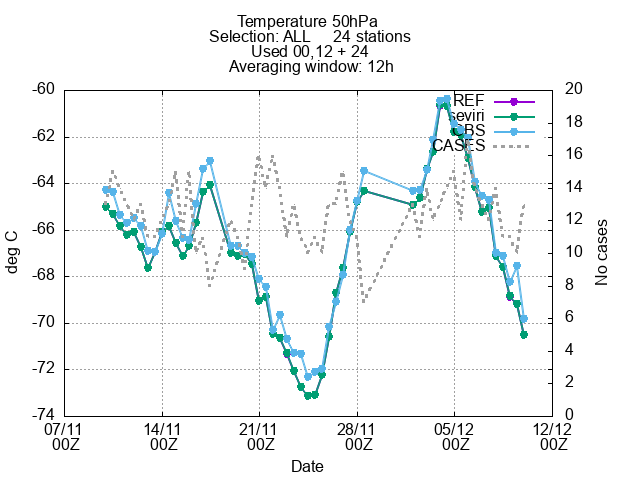 Temperature 50hPa
Selection: ALL 24 stations
Used 00,12 + 24
Averaging window: 12h
-60
-62
-64
-66
-68
-70
-72
-74
deg C
20
18
16
14
12
10
8
6
4
2
0
No cases
REF
seviri
OBS
CASES
07/11 14/11 21/11 28/11 05/12 12/12
00Z 00Z 00Z 00Z 00Z 00Z
Date